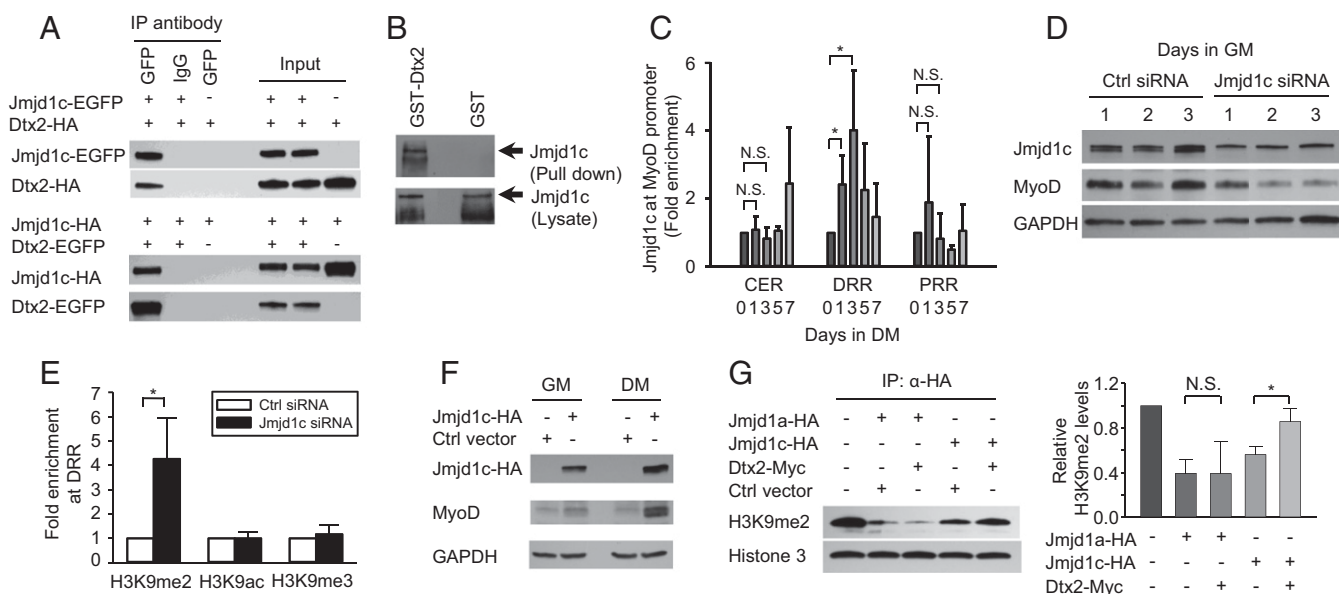 A
IP antibody
GFP
IgG
GFP
Input
Jmjd1c-EGFP + + - + + -
Dtx2-HA + + + + + +
Jmjd1c-EGFP
Dtx2-HA
Jmjd1c-HA + + + + + +
Dtx2-EGFP + + - + + -
Jmjd1c-HA
Dtx2-EGFP
B
GST-Dtx2
GST
Jmjd1c
(Pull down)
Jmjd1c
(Lysate)
C
Jmjd1c at MyoD promoter
(Fold enrichment)
6
4
2
0
N.S.
N.S.
*
*
N.S.
N.S.
CER DRR PRR
01357 01357 01357
Days in DM
D
Days in GM
Ctrl siRNA Jmjd1c siRNA
1 2 3 1 2 3
Jmjd1c
MyoD
GAPDH
E
Fold enrichment
at DRR
7
6
5
4
3
2
1
0
*
Ctrl siRNA
Jmjd1c siRNA
H3K9me2 H3K9ac H3K9me3
F
GM DM
Jmjd1c-HA - + - +
Ctrl vector + - + -
Jmjd1c-HA
MyoD
GAPDH
G
IP: α-HA
Jmjd1a-HA - + + - -
Jmjd1c-HA - - - + +
Dtx2-Myc - - + - +
Ctrl vector - + - + -
H3K9me2
Histone 3
Relative
H3K9me2 levels
1.2
0.8
0.4
0.0
N.S.
*
Jmjd1a-HA - + + - -
Jmjd1c-HA - - - + +
Dtx2-Myc - - + - +